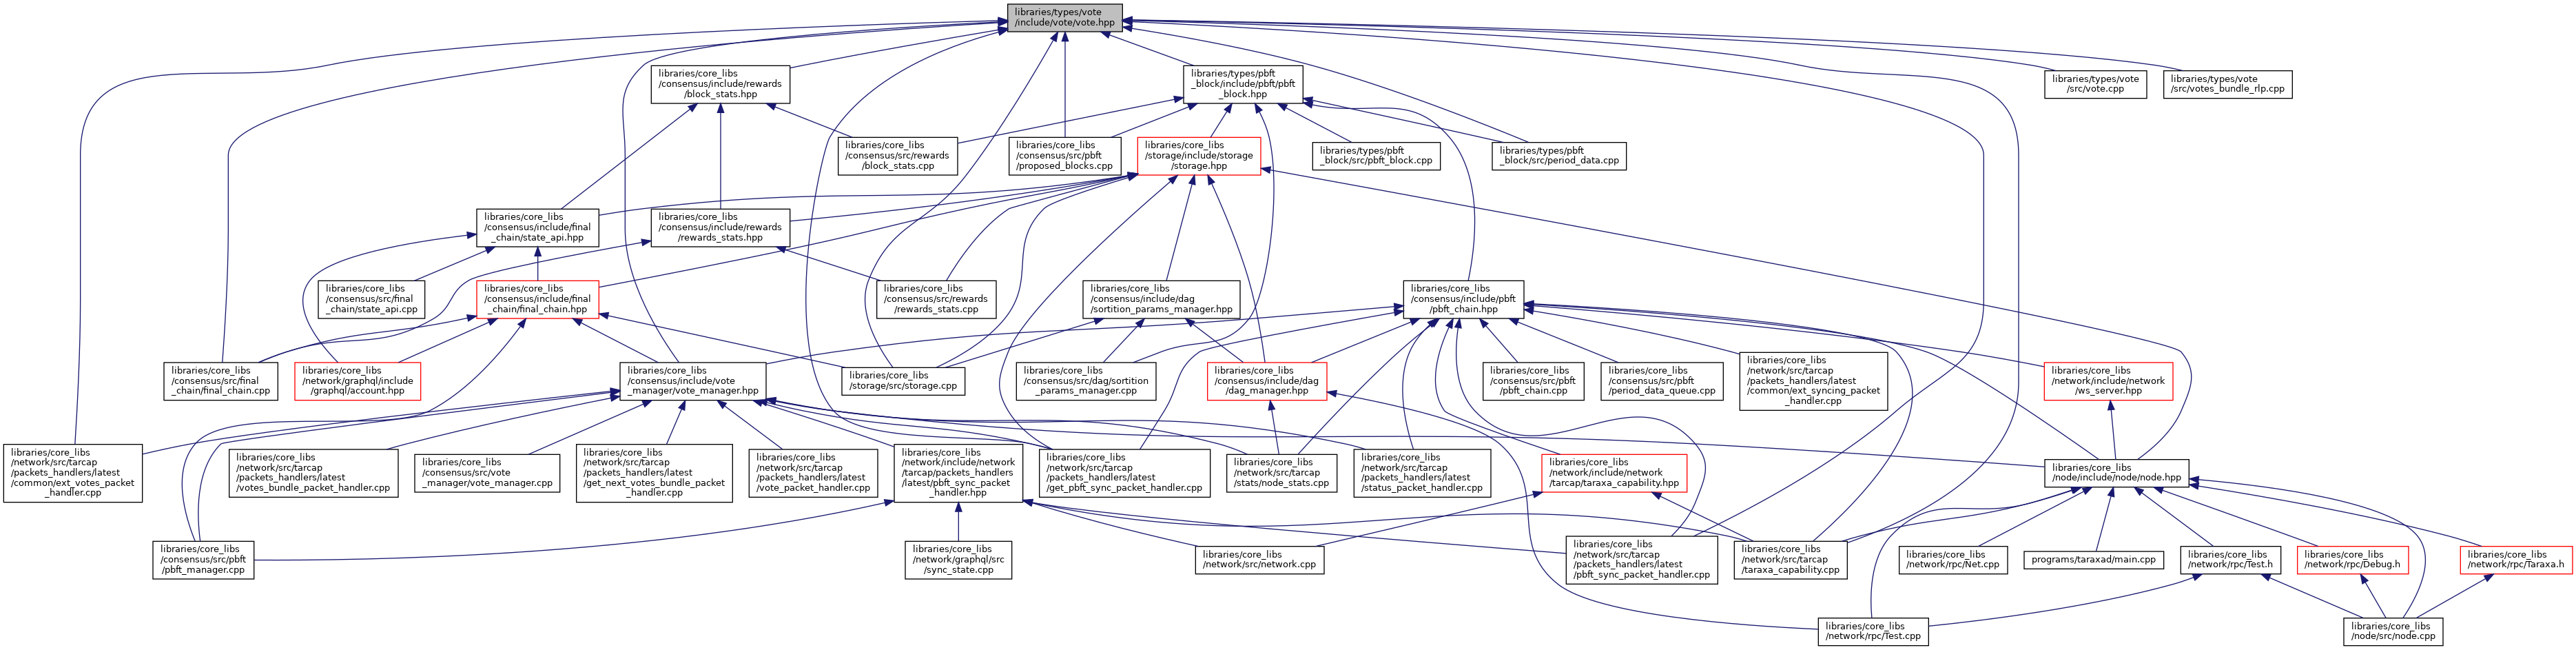 libraries/types/vote
/include/vote/vote.hpp
libraries/core_libs
/consensus/include/rewards
/block_stats.hpp
libraries/types/pbft
_block/include/pbft/pbft
_block.hpp
libraries/types/vote
/src/vote.cpp
libraries/types/vote
/src/votes_bundle_rlp.cpp
libraries/core_libs
/consensus/src/rewards
/block_stats.cpp
libraries/core_libs
/consensus/src/pbft
/proposed_blocks.cpp
libraries/core_libs
/storage/include/storage
/storage.hpp
libraries/types/pbft
_block/src/pbft_block.cpp
libraries/types/pbft
_block/src/period_data.cpp
libraries/core_libs
/consensus/include/final
_chain/state_api.hpp
libraries/core_libs
/consensus/include/rewards
/rewards_stats.hpp
libraries/core_libs
/consensus/src/final
_chain/state_api.cpp
libraries/core_libs
/consensus/include/final
_chain/final_chain.hpp
libraries/core_libs
/consensus/src/rewards
/rewards_stats.cpp
libraries/core_libs
/consensus/include/dag
/sortition_params_manager.hpp
libraries/core_libs
/consensus/include/pbft
/pbft_chain.hpp
libraries/core_libs
/consensus/src/final
_chain/final_chain.cpp
libraries/core_libs
/network/graphql/include
/graphql/account.hpp
libraries/core_libs
/consensus/include/vote
_manager/vote_manager.hpp
libraries/core_libs
/storage/src/storage.cpp
libraries/core_libs
/consensus/src/dag/sortition
_params_manager.cpp
libraries/core_libs
/consensus/include/dag
/dag_manager.hpp
libraries/core_libs
/consensus/src/pbft
/pbft_chain.cpp
libraries/core_libs
/consensus/src/pbft
/period_data_queue.cpp
libraries/core_libs
/network/src/tarcap
/packets_handlers/latest
/common/ext_syncing_packet
_handler.cpp
libraries/core_libs
/network/include/network
/ws_server.hpp
libraries/core_libs
/network/src/tarcap
/packets_handlers/latest
/common/ext_votes_packet
_handler.cpp
libraries/core_libs
/network/src/tarcap
/packets_handlers/latest
/votes_bundle_packet_handler.cpp
libraries/core_libs
/consensus/src/vote
_manager/vote_manager.cpp
libraries/core_libs
/network/src/tarcap
/packets_handlers/latest
/get_next_votes_bundle_packet
_handler.cpp
libraries/core_libs
/network/src/tarcap
/packets_handlers/latest
/vote_packet_handler.cpp
libraries/core_libs
/network/include/network
/tarcap/packets_handlers
/latest/pbft_sync_packet
_handler.hpp
libraries/core_libs
/network/src/tarcap
/packets_handlers/latest
/get_pbft_sync_packet_handler.cpp
libraries/core_libs
/network/src/tarcap
/stats/node_stats.cpp
libraries/core_libs
/network/src/tarcap
/packets_handlers/latest
/status_packet_handler.cpp
libraries/core_libs
/network/include/network
/tarcap/taraxa_capability.hpp
libraries/core_libs
/node/include/node/node.hpp
libraries/core_libs
/consensus/src/pbft
/pbft_manager.cpp
libraries/core_libs
/network/graphql/src
/sync_state.cpp
libraries/core_libs
/network/src/network.cpp
libraries/core_libs
/network/src/tarcap
/packets_handlers/latest
/pbft_sync_packet_handler.cpp
libraries/core_libs
/network/src/tarcap
/taraxa_capability.cpp
libraries/core_libs
/network/rpc/Net.cpp
programs/taraxad/main.cpp
libraries/core_libs
/network/rpc/Test.h
libraries/core_libs
/network/rpc/Debug.h
libraries/core_libs
/network/rpc/Taraxa.h
libraries/core_libs
/network/rpc/Test.cpp
libraries/core_libs
/node/src/node.cpp